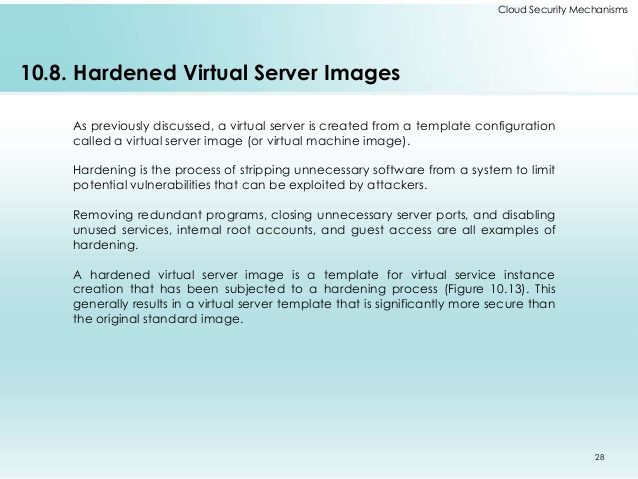 Cloud Security Mechanisms
10.8. Hardened Virtual Server Images
As previously discussed, a virtual server is created from a template configuration
called a virtual server image (or virtual machine image).
Hardening is the process of stripping unnecessary software from a system to limit
potential vulnerabilities that can be exploited by attackers.
Removing redundant programs, closing unnecessary server ports, and disabling
unused services, internal root accounts, and guest access are all examples of
hardening.
A hardened virtual server image is a template for virtual service instance
creation that has been subjected to a hardening process (Figure 10.13). This
generally results in a virtual server template that is significantly more secure than
the original standard image.
28